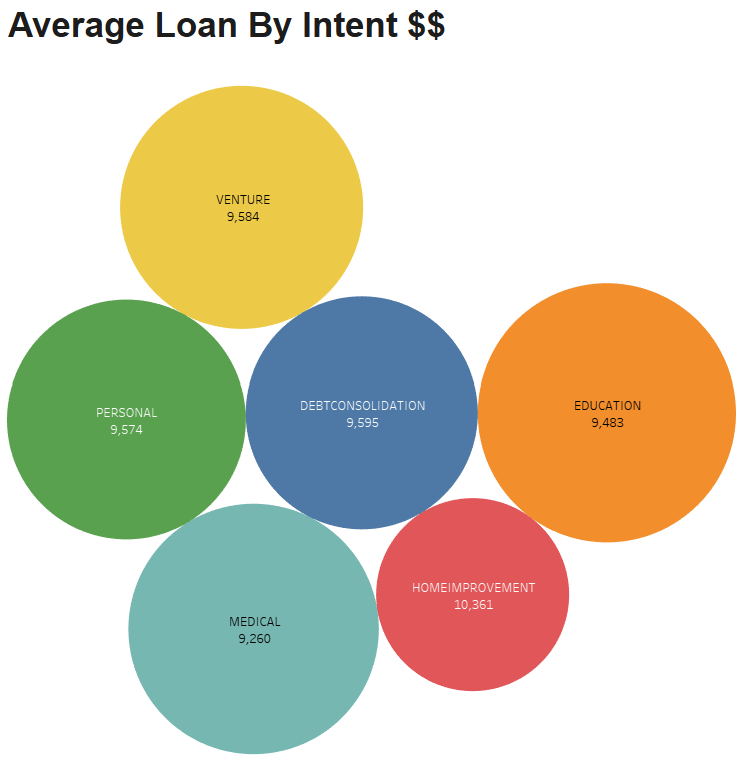 Average Loan By Intent $$
VENTURE
9,584
PERSONAL
9,574
DEBTCONSOLIDATION
9,595
EDUCATION
9,483
MEDICAL
9,260
HOMEIMPROVEMENT
10,361